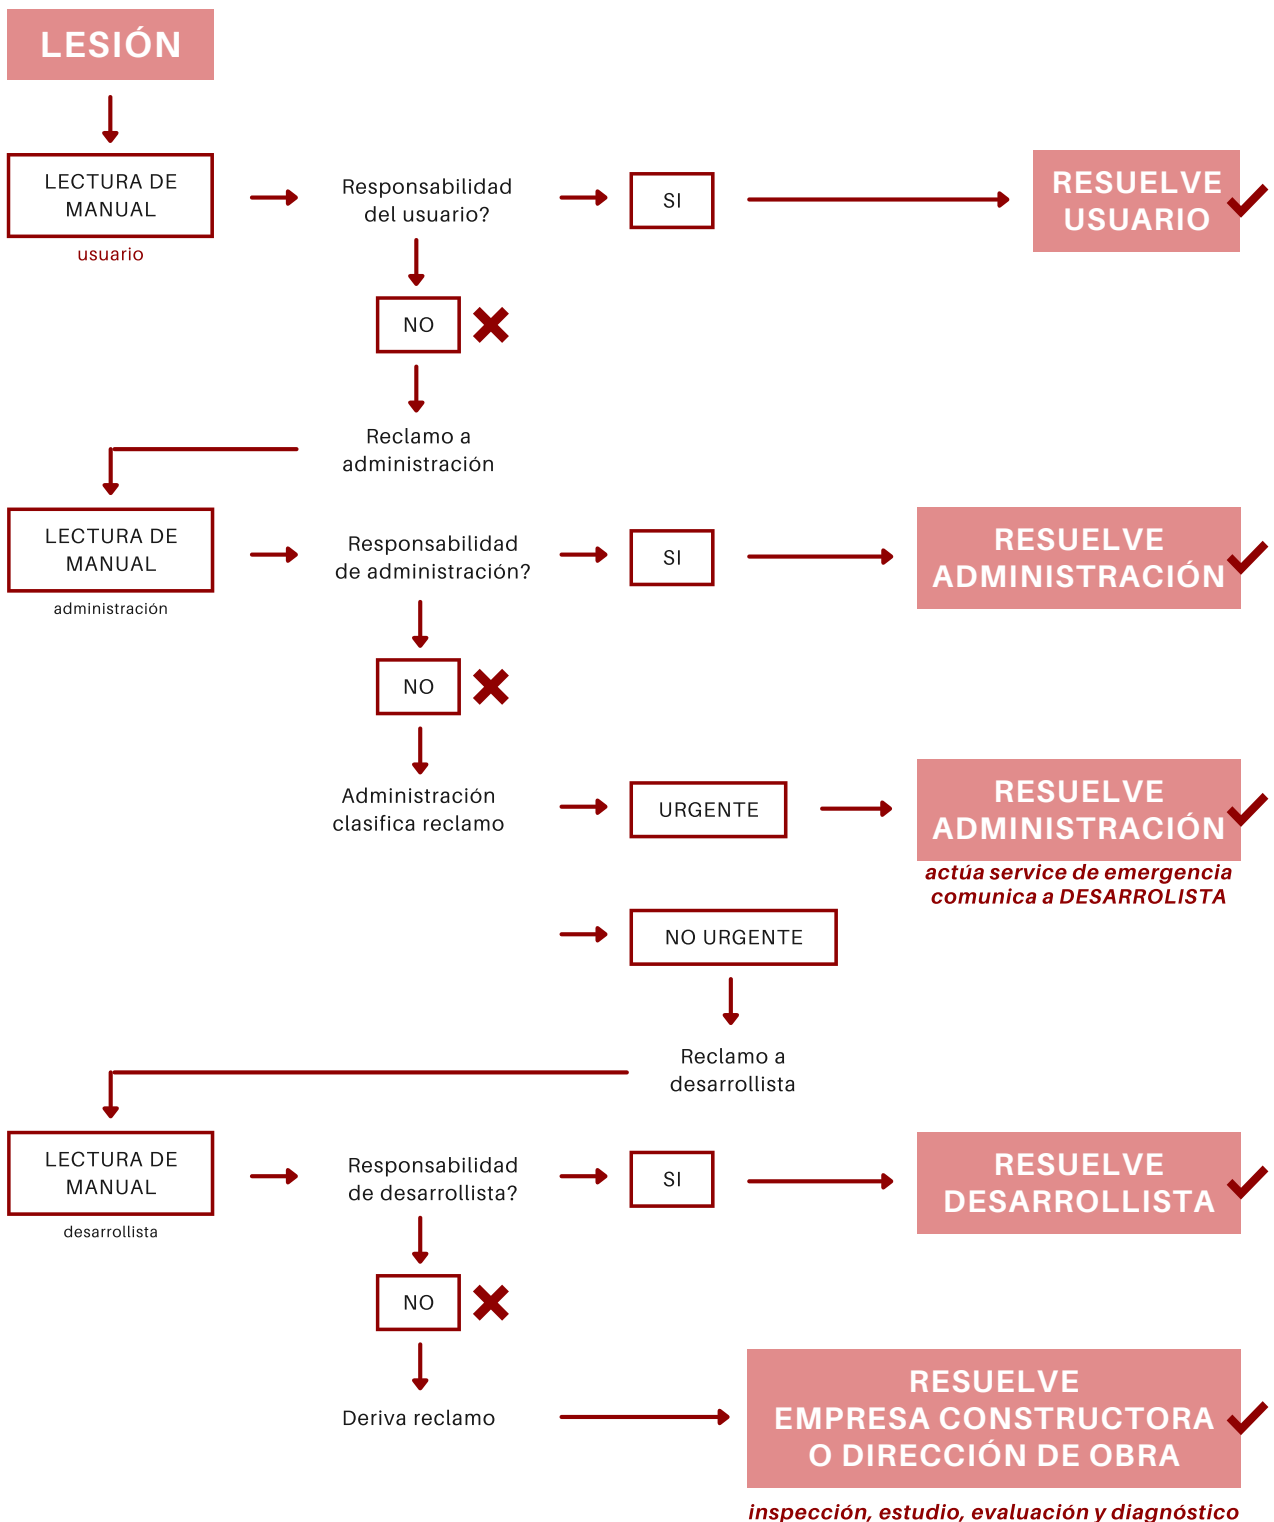 LESIÓN
LECTURA DE
MANUAL
usuario
Responsabilidad
del usuario?
SI
RESUELVE
USUARIO
NO
Reclamo a
administración
LECTURA DE
MANUAL
administración
Responsabilidad
de administración?
SI
RESUELVE
ADMINISTRACIÓN
NO
Administración
clasifica reclamo
URGENTE
RESUELVE
ADMINISTRACIÓN
actúa service de emergencia
comunica a DESARROLISTA
NO URGENTE
Reclamo a
desarrollista
LECTURA DE
MANUAL
desarrollista
Responsabilidad
de desarrollista?
SI
RESUELVE
DESARROLLISTA
NO
Deriva reclamo
RESUELVE
EMPRESA CONSTRUCTORA
O DIRECCIÓN DE OBRA
inspección, estudio, evaluación y diagnóstico